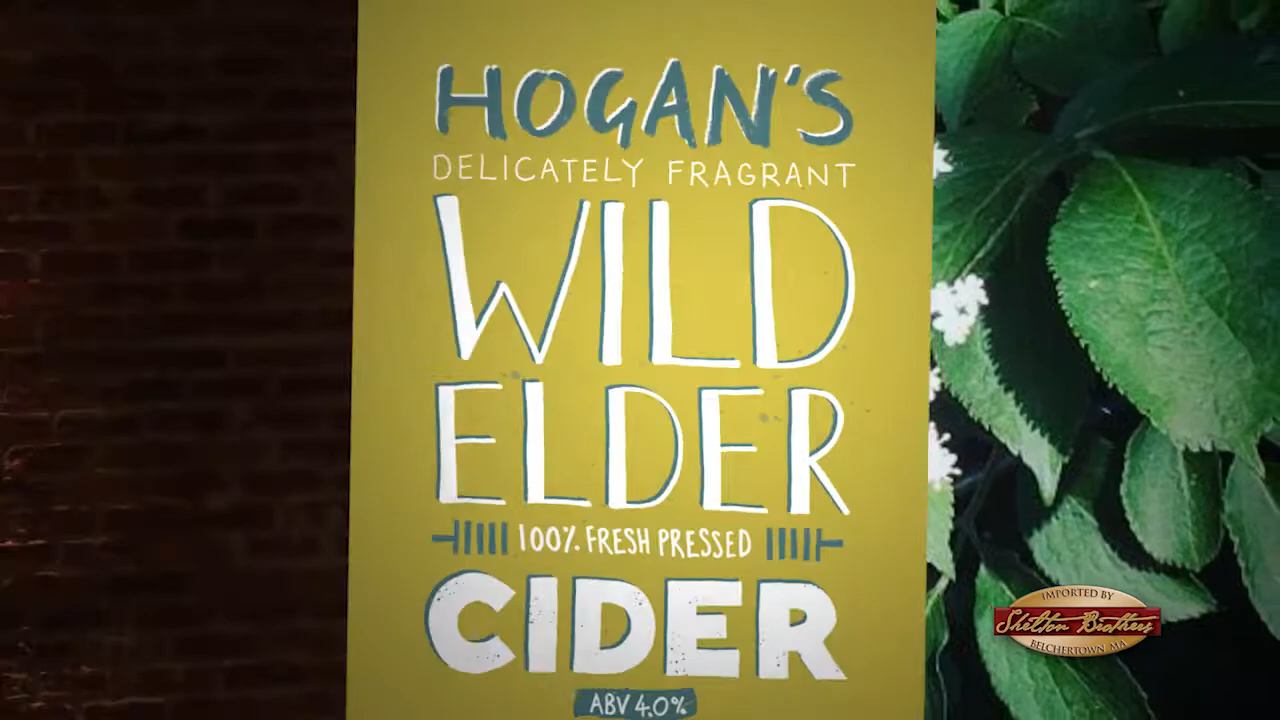 HOGAN'S
DELICATELY FRAGRANT
WILD
ELDER
100% FRESH PRESSED
CIDER
ABV 4.0%
IMPORTED BY
Shelton Brothers
BELCHERTOWN MA